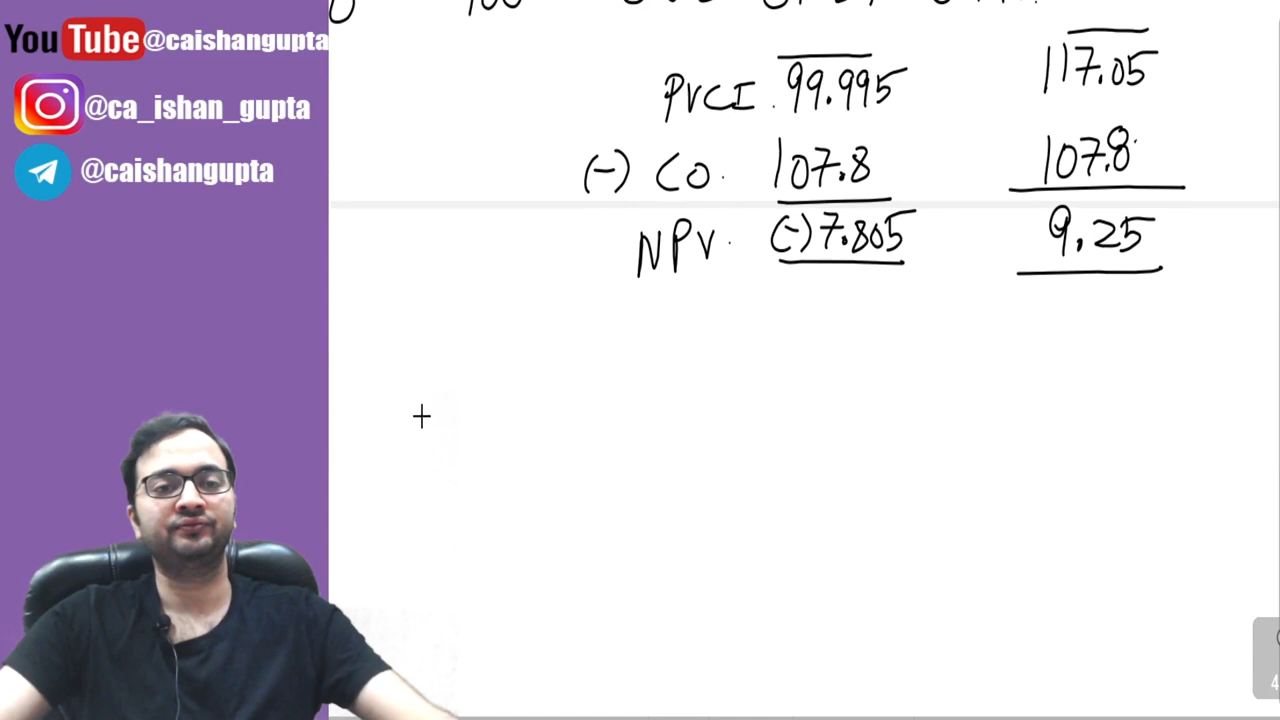 YouTube @caishangupta
@ca_ishan_gupta
@caishangupta
PVCI 99.995 117.05
(-) CO. 107.8 107.8
NPV. (-) 7.805 9.25
4